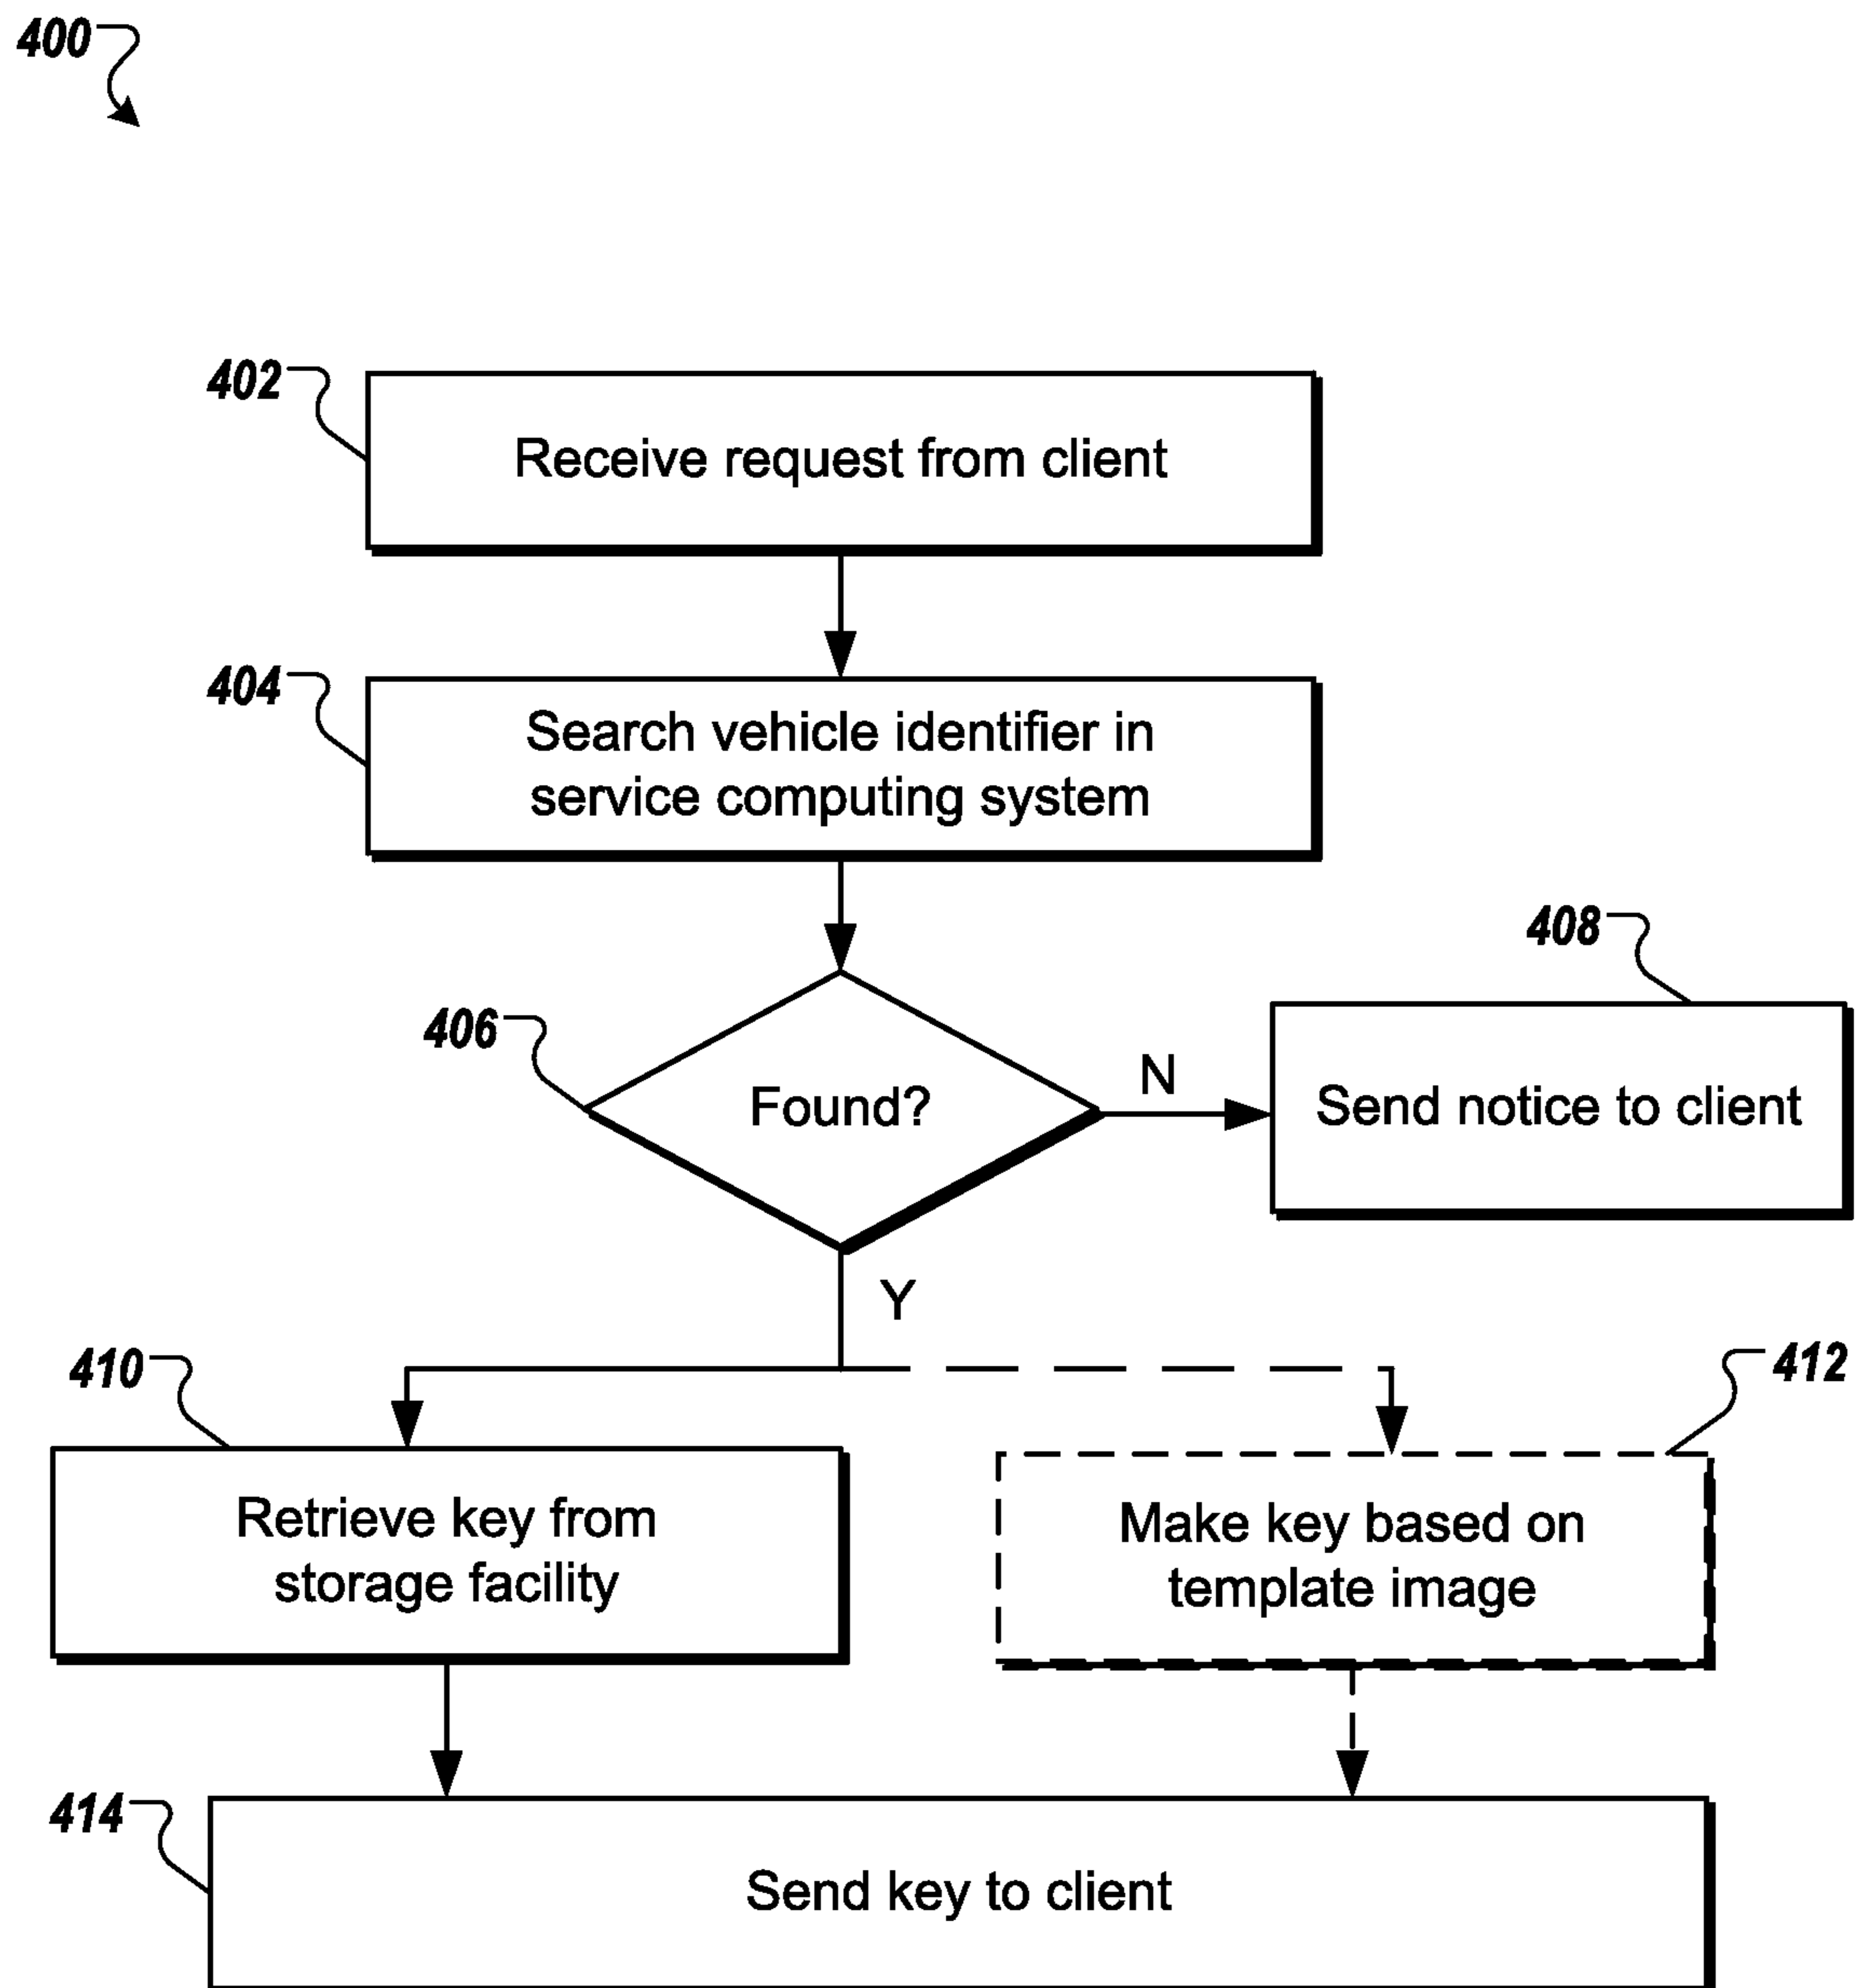 400
402
Receive request from client
404
Search vehicle identifier in
service computing system
408
406
Found?
N
Send notice to client
Y
410
412
Retrieve key from
storage facility
Make key based on
template image
414
Send key to client